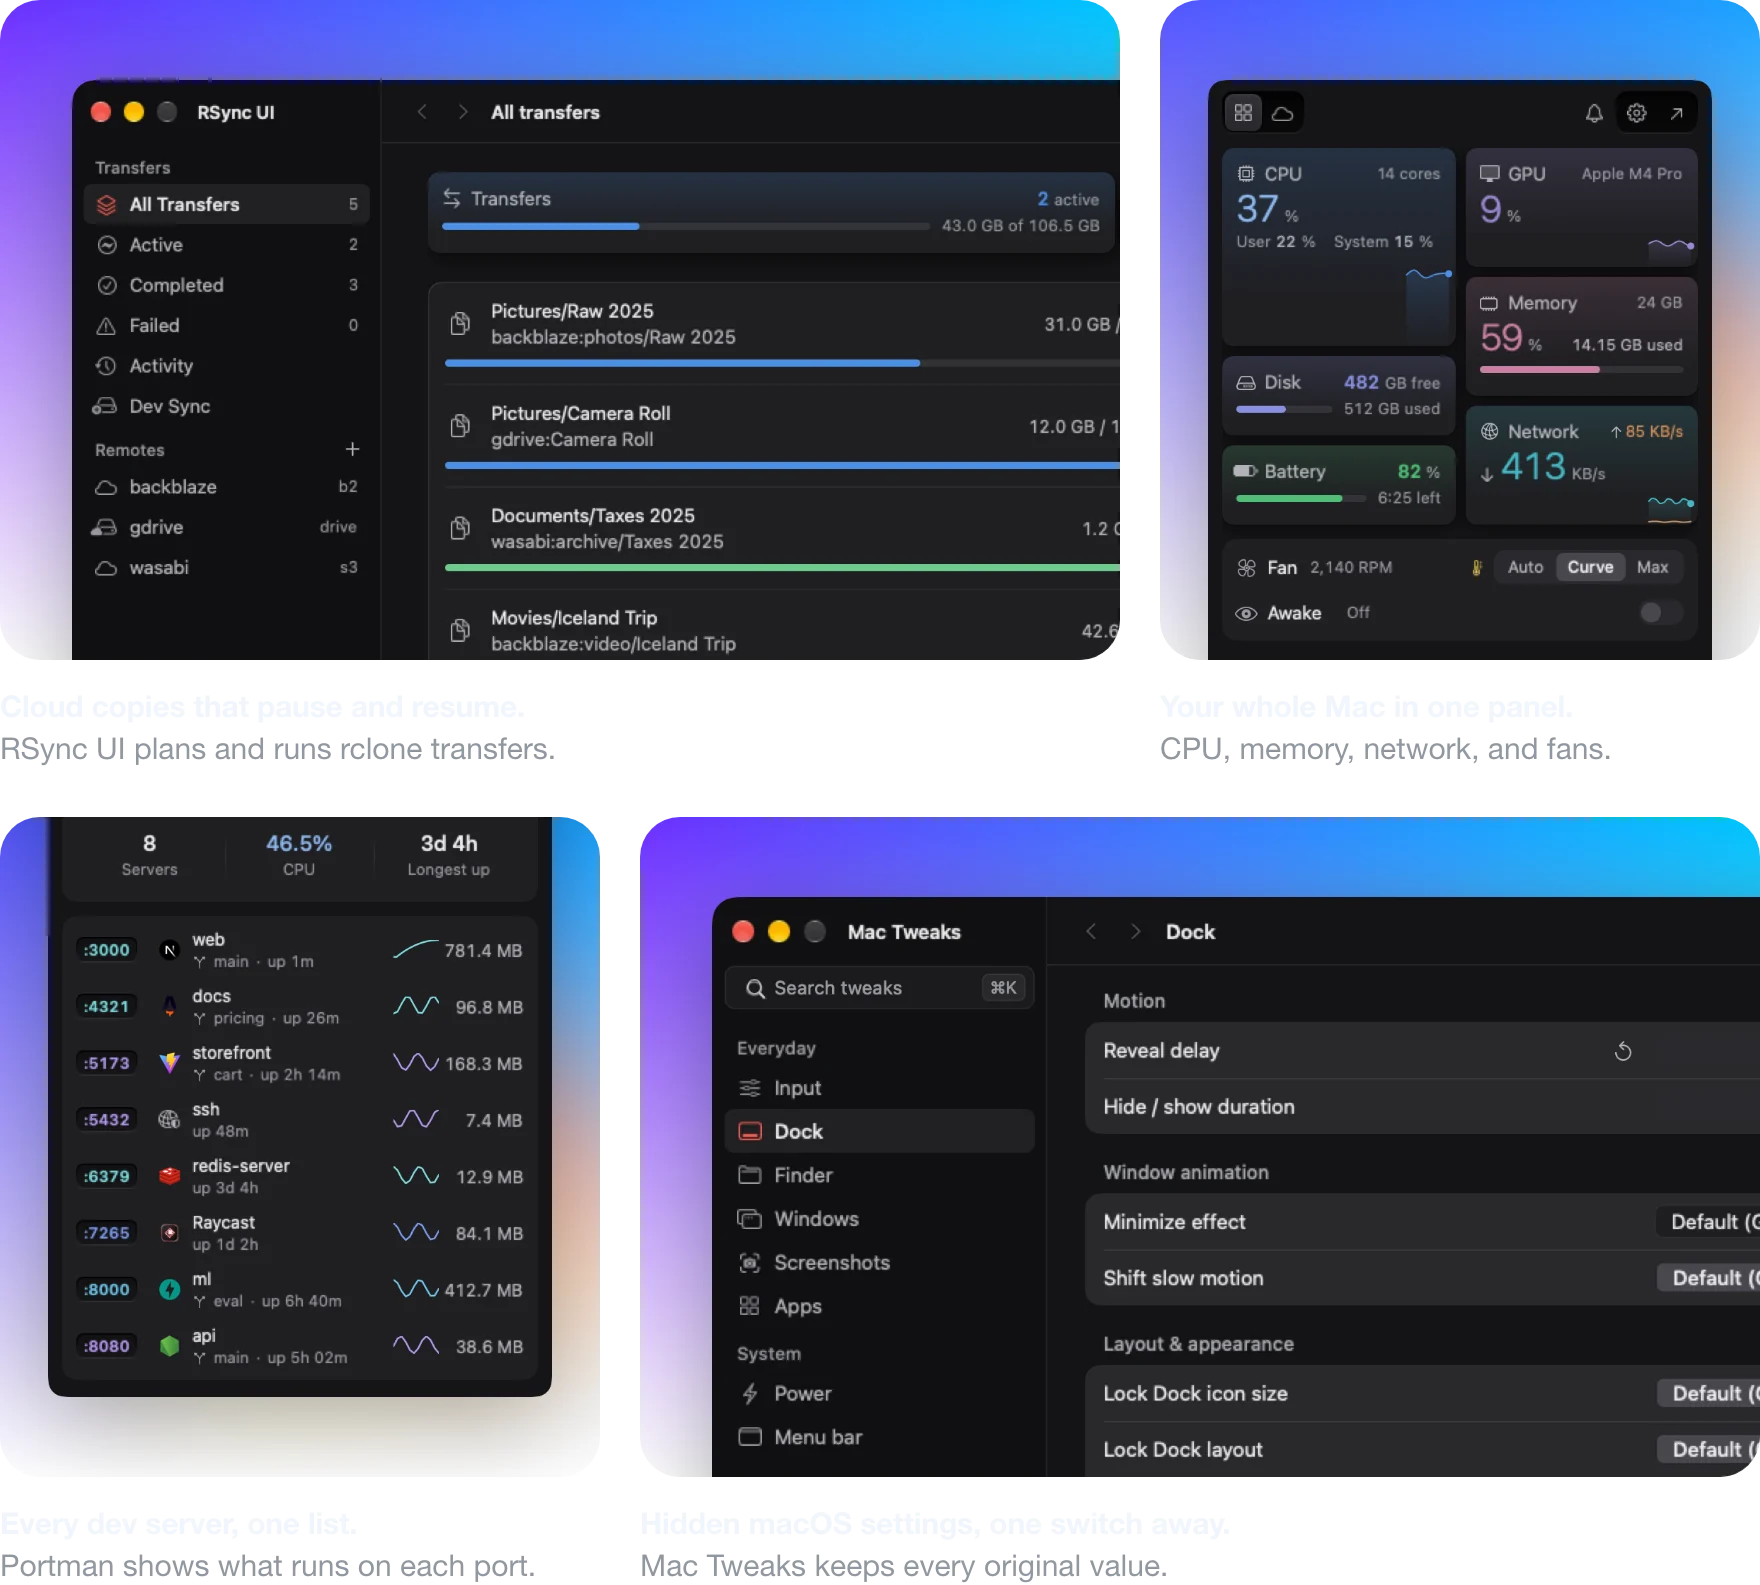 RSync UI
All transfers
Transfers
All Transfers 5
Active 2
Completed 3
Failed 0
Activity
Dev Sync
Remotes +
backblaze b2
gdrive drive
wasabi s3
Transfers 2 active
43.0 GB of 106.5 GB
Pictures/Raw 2025
backblaze:photos/Raw 2025
31.0 GB /
Pictures/Camera Roll
gdrive:Camera Roll
12.0 GB / 1
Documents/Taxes 2025
wasabi:archive/Taxes 2025
1.2 G
Movies/Iceland Trip
backblaze:video/Iceland Trip
42.6
CPU 14 cores
37 %
User 22 % System 15 %
GPU Apple M4 Pro
9 %
Memory 24 GB
59 % 14.15 GB used
Disk 482 GB free
512 GB used
Network ↑ 85 KB/s
↓ 413 KB/s
Battery 82 %
6:25 left
Fan 2,140 RPM Auto Curve Max
Awake Off
Cloud copies that pause and resume.
RSync UI plans and runs rclone transfers.
Your whole Mac in one panel.
CPU, memory, network, and fans.
8 46.5% 3d 4h
Servers CPU Longest up
:3000 web 781.4 MB
main · up 1m
:4321 docs 96.8 MB
pricing · up 26m
:5173 storefront 168.3 MB
cart · up 2h 14m
:5432 ssh 7.4 MB
up 48m
:6379 redis-server 12.9 MB
up 3d 4h
:7265 Raycast 84.1 MB
up 1d 2h
:8000 ml 412.7 MB
eval · up 6h 40m
:8080 api 38.6 MB
main · up 5h 02m
Mac Tweaks
Dock
Search tweaks ⌘K
Everyday
Input
Dock
Finder
Windows
Screenshots
Apps
System
Power
Menu bar
Motion
Reveal delay
Hide / show duration
Window animation
Minimize effect Default (
Shift slow motion Default (
Layout & appearance
Lock Dock icon size Default (
Lock Dock layout Default (
Every dev server, one list.
Portman shows what runs on each port.
Hidden macOS settings, one switch away.
Mac Tweaks keeps every original value.